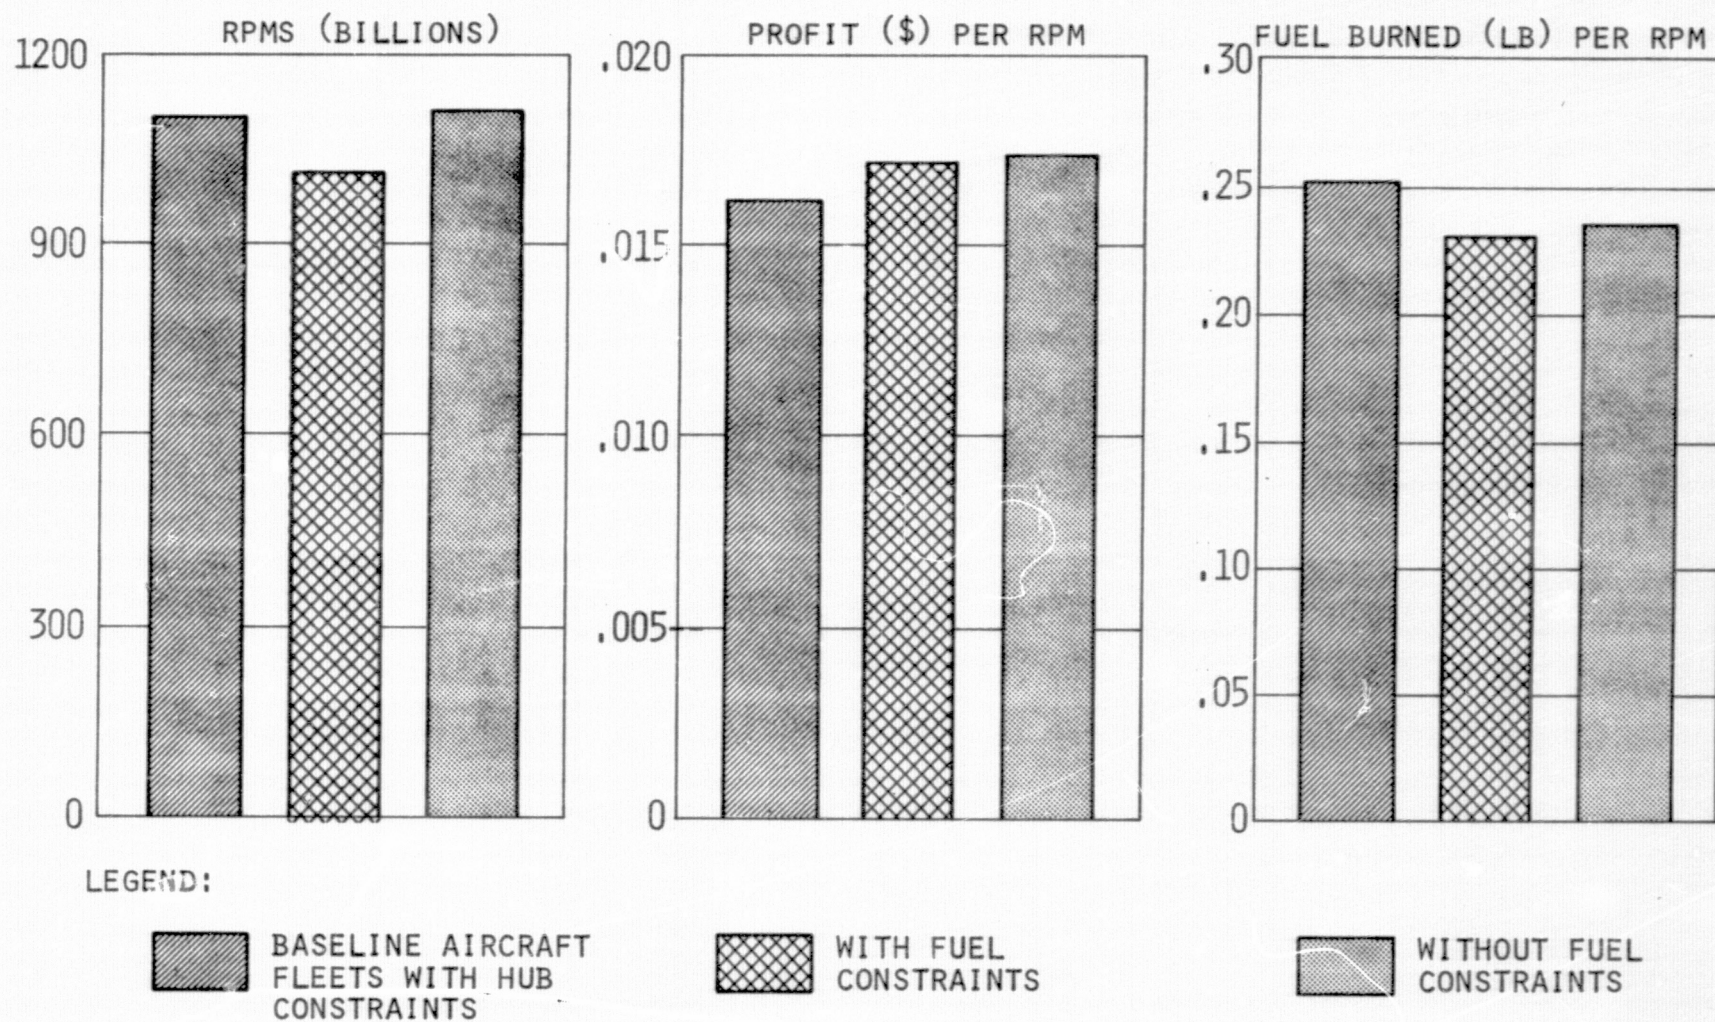 RPMS (BILLIONS)
1200
900
600
300
0
PROFIT ($) PER RPM
.020
.015
.010
.005
0
FUEL BURNED (LB) PER RPM
.30
.25
.20
.15
.10
.05
0
LEGEND:
BASELINE AIRCRAFT
FLEETS WITH HUB
CONSTRAINTS
WITH FUEL
CONSTRAINTS
WITHOUT FUEL
CONSTRAINTS